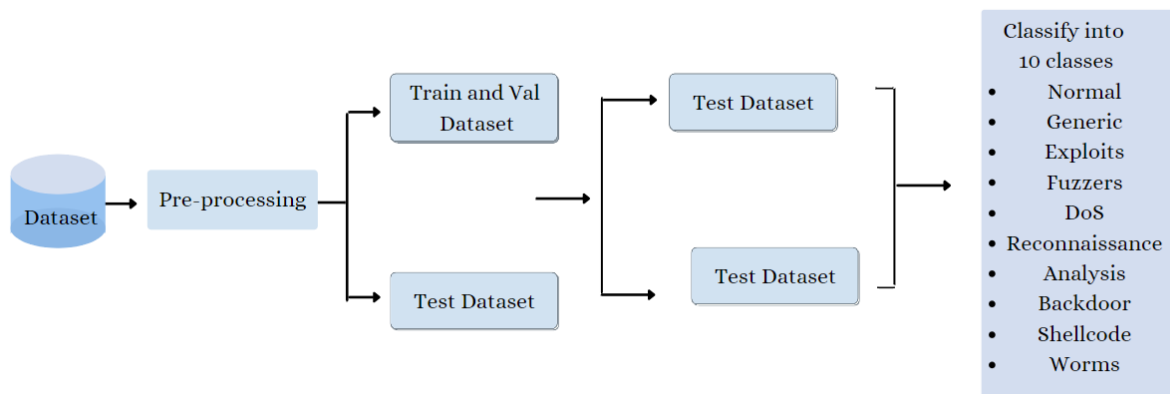 Dataset
Pre-processing
Train and Val
Dataset
Test Dataset
Test Dataset
Test Dataset
Classify into
10 classes
• Normal
• Generic
• Exploits
• Fuzzers
• DoS
• Reconnaissance
• Analysis
• Backdoor
• Shellcode
• Worms